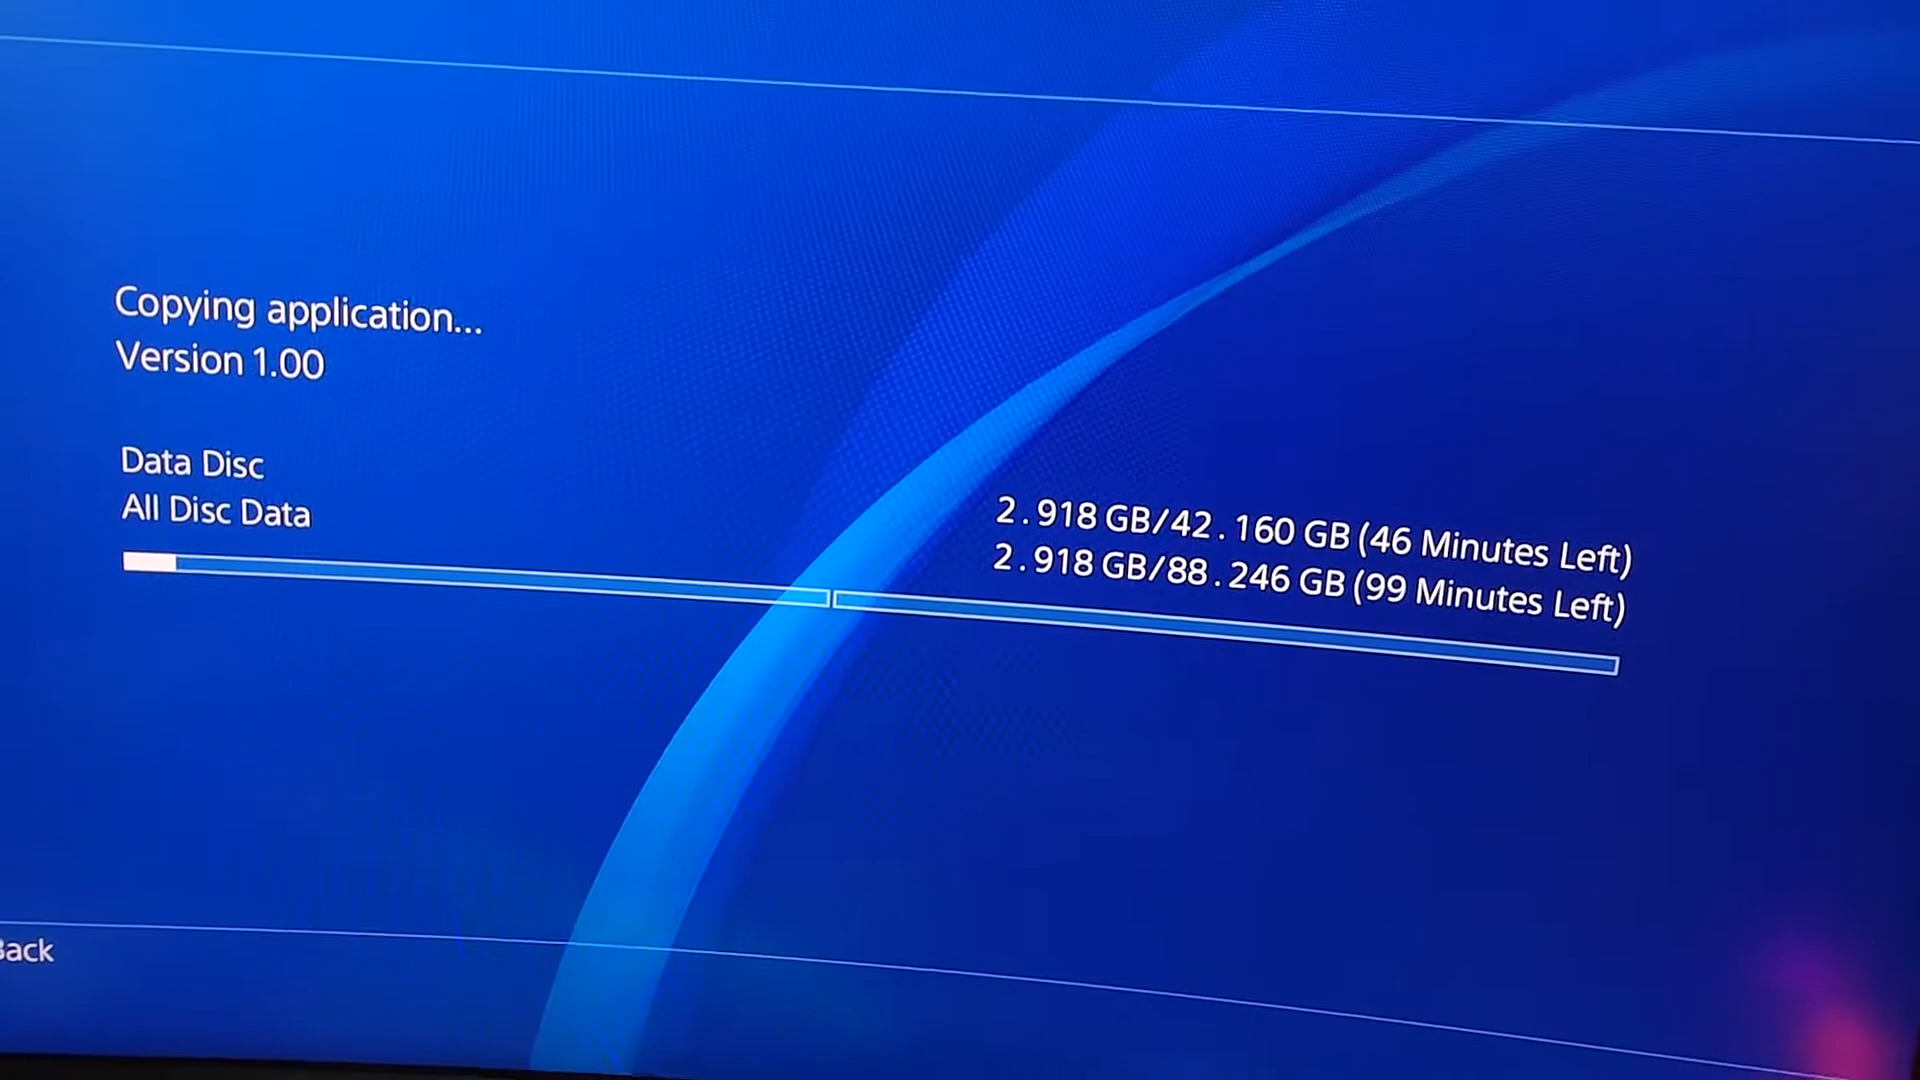 Copying application...
Version 1.00
Data Disc
All Disc Data
2.918 GB/42.160 GB (46 Minutes Left)
2.918 GB/88.246 GB (99 Minutes Left)
Back